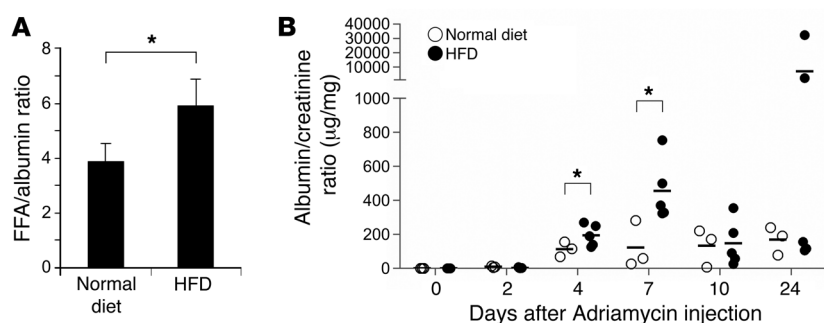 A
FFA/albumin ratio
8
6
4
2
0
*
Normal
diet
HFD
B
Albumin/creatinine
ratio (μg/mg)
40000
30000
20000
10000
1000
800
600
400
200
0
Normal diet
HFD
*
*
0 2 4 7 10 24
Days after Adriamycin injection